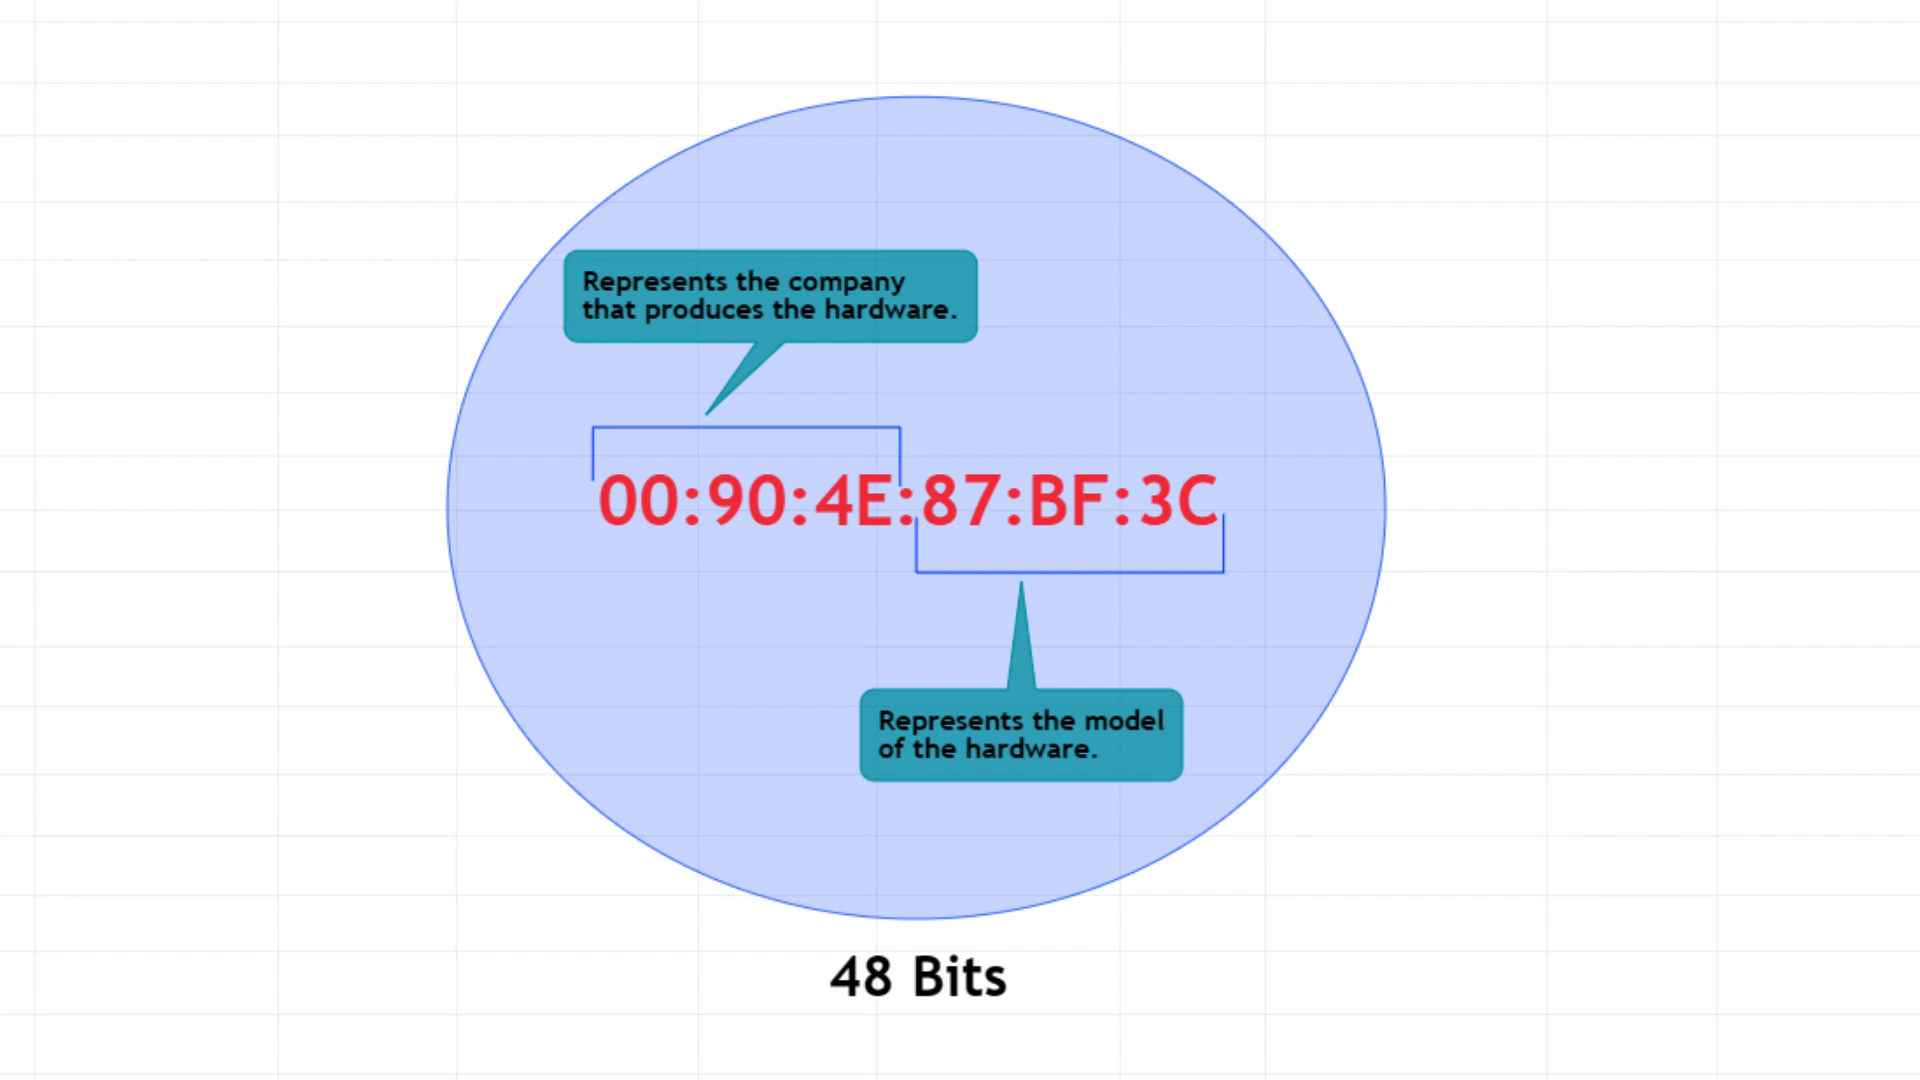 Represents the company
that produces the hardware.
00:90:4E:87:BF:3C
Represents the model
of the hardware.
48 Bits